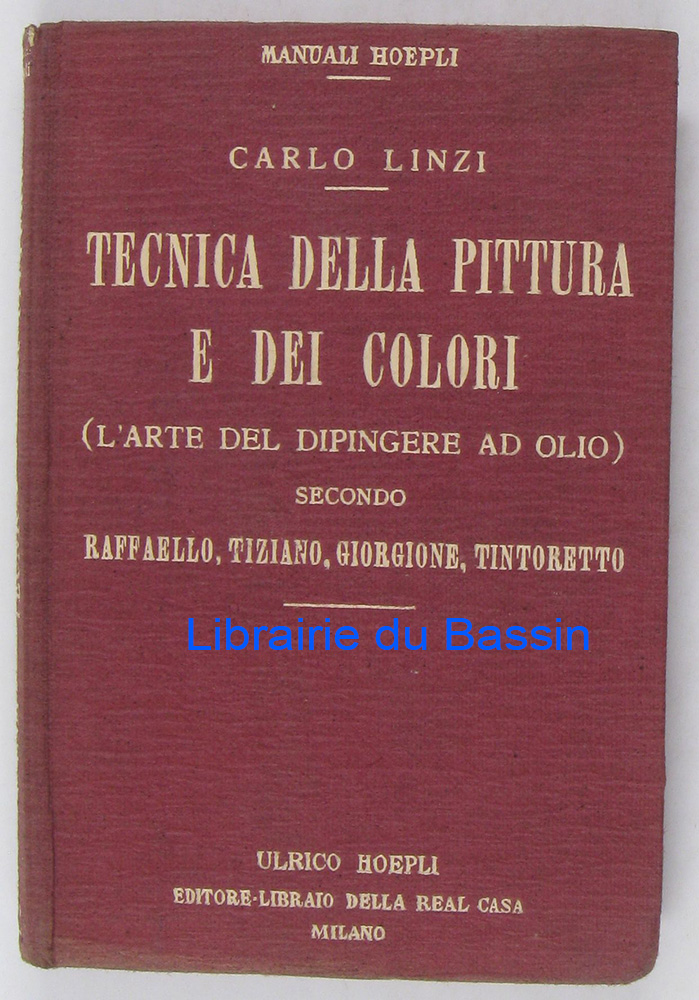 MANUALI HOEPLI
CARLO LINZI
TECNICA DELLA PITTURA
E DEI COLORI
(L'ARTE DEL DIPINGERE AD OLIO)
SECONDO
RAFFAELLO, TIZIANO, GIORGIONE, TINTORETTO
Librairie du Bassin
ULRICO HOEPLI
EDITORE-LIBRAIO DELLA REAL CASA
MILANO